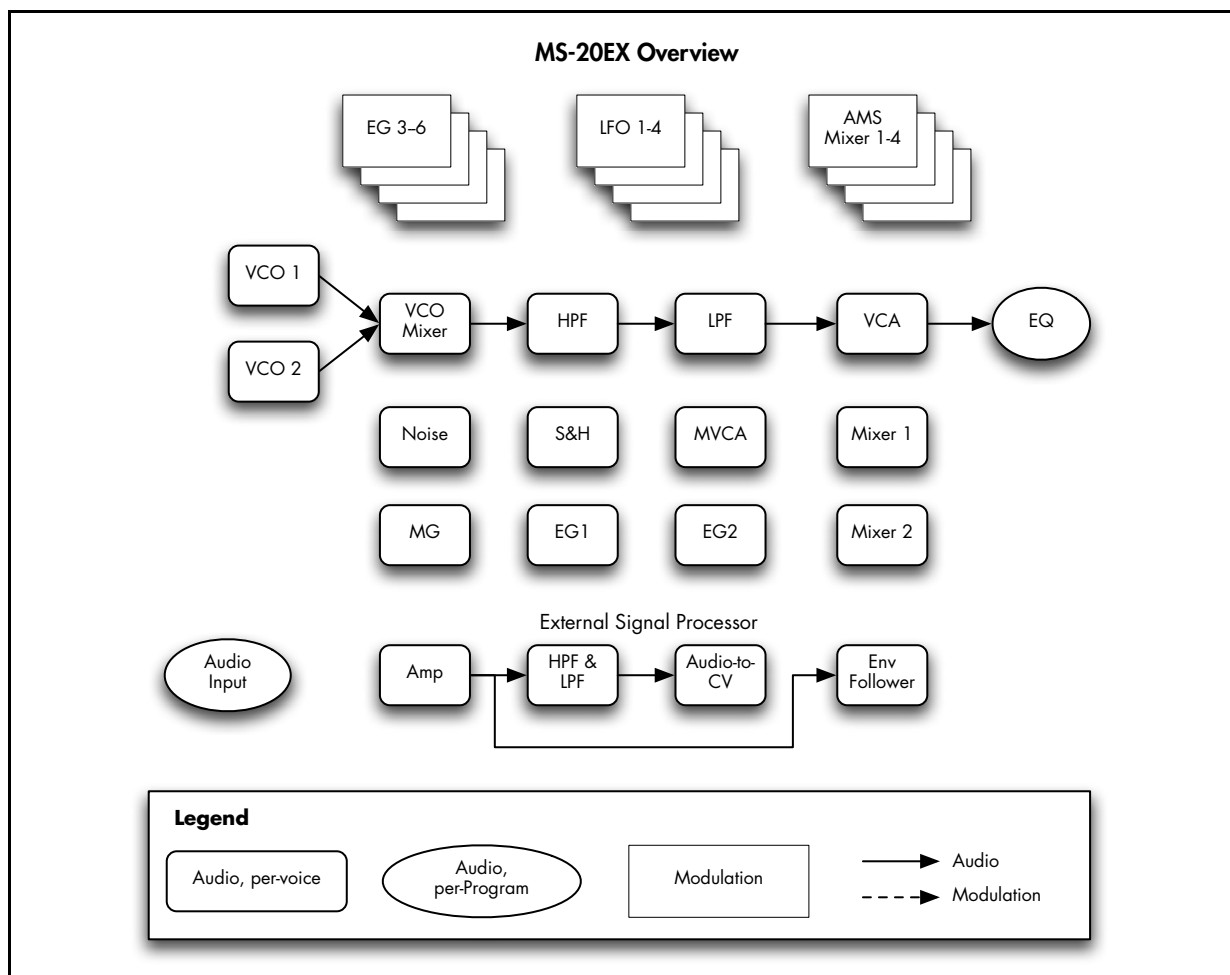 MS-20EX Overview
EG 3–6
LFO 1-4
AMS
Mixer 1-4
VCO 1
VCO 2
VCO
Mixer
HPF
LPF
VCA
EQ
Noise
S&H
MVCA
Mixer 1
MG
EG1
EG2
Mixer 2
External Signal Processor
Audio
Input
Amp
HPF &
LPF
Audio-to-
CV
Env
Follower
Legend
Audio, per-voice
Audio,
per-Program
Modulation
Audio
Modulation